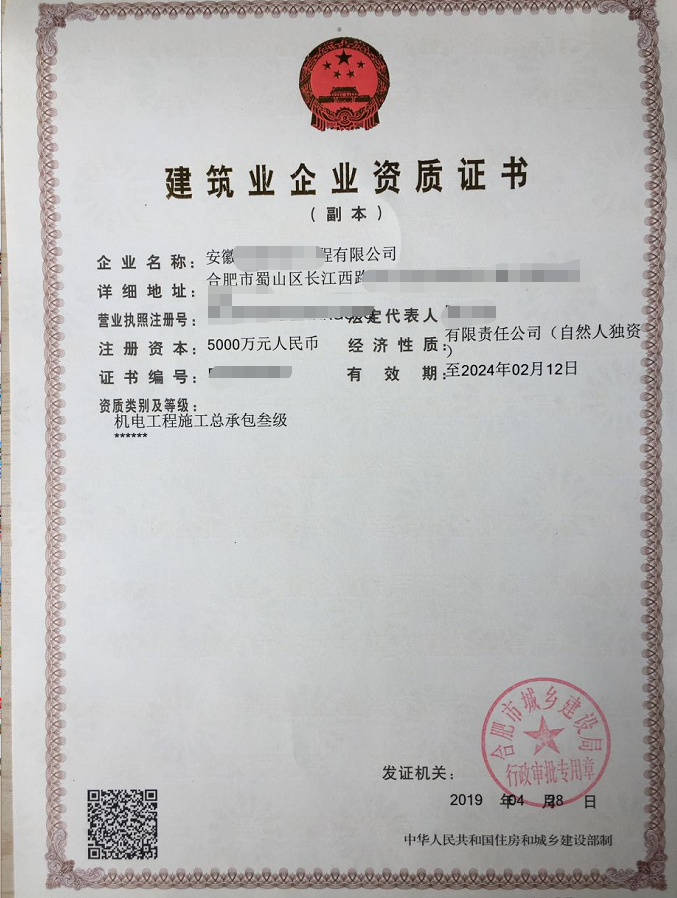 建筑业企业资质证书
（副本）
企业名称：安徽 程有限公司
详细地址：合肥市蜀山区长江西路
营业执照注册号： 法定代表人
注册资本：5000万元人民币 经济性质：有限责任公司（自然人独资）
证书编号： 有效期：至2024年02月12日
资质类别及等级：
机电工程施工总承包叁级
******
合肥市城乡建设局
行政审批专用章
发证机关：
2019 年04 月28 日
中华人民共和国住房和城乡建设部制